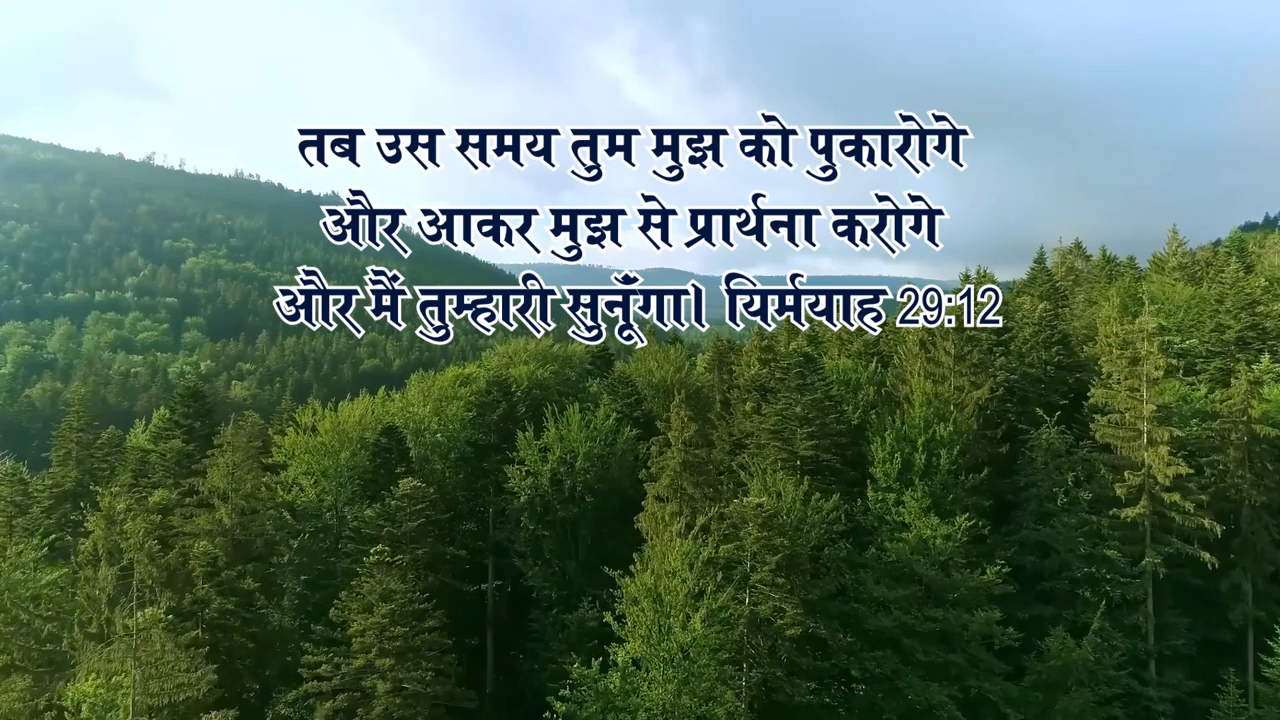 तब उस समय तुम मुझ को पुकारोगे
और आकर मुझ से प्रार्थना करोगे
और मैं तुम्हारी सुनूँगा। यिर्मयाह 29:12